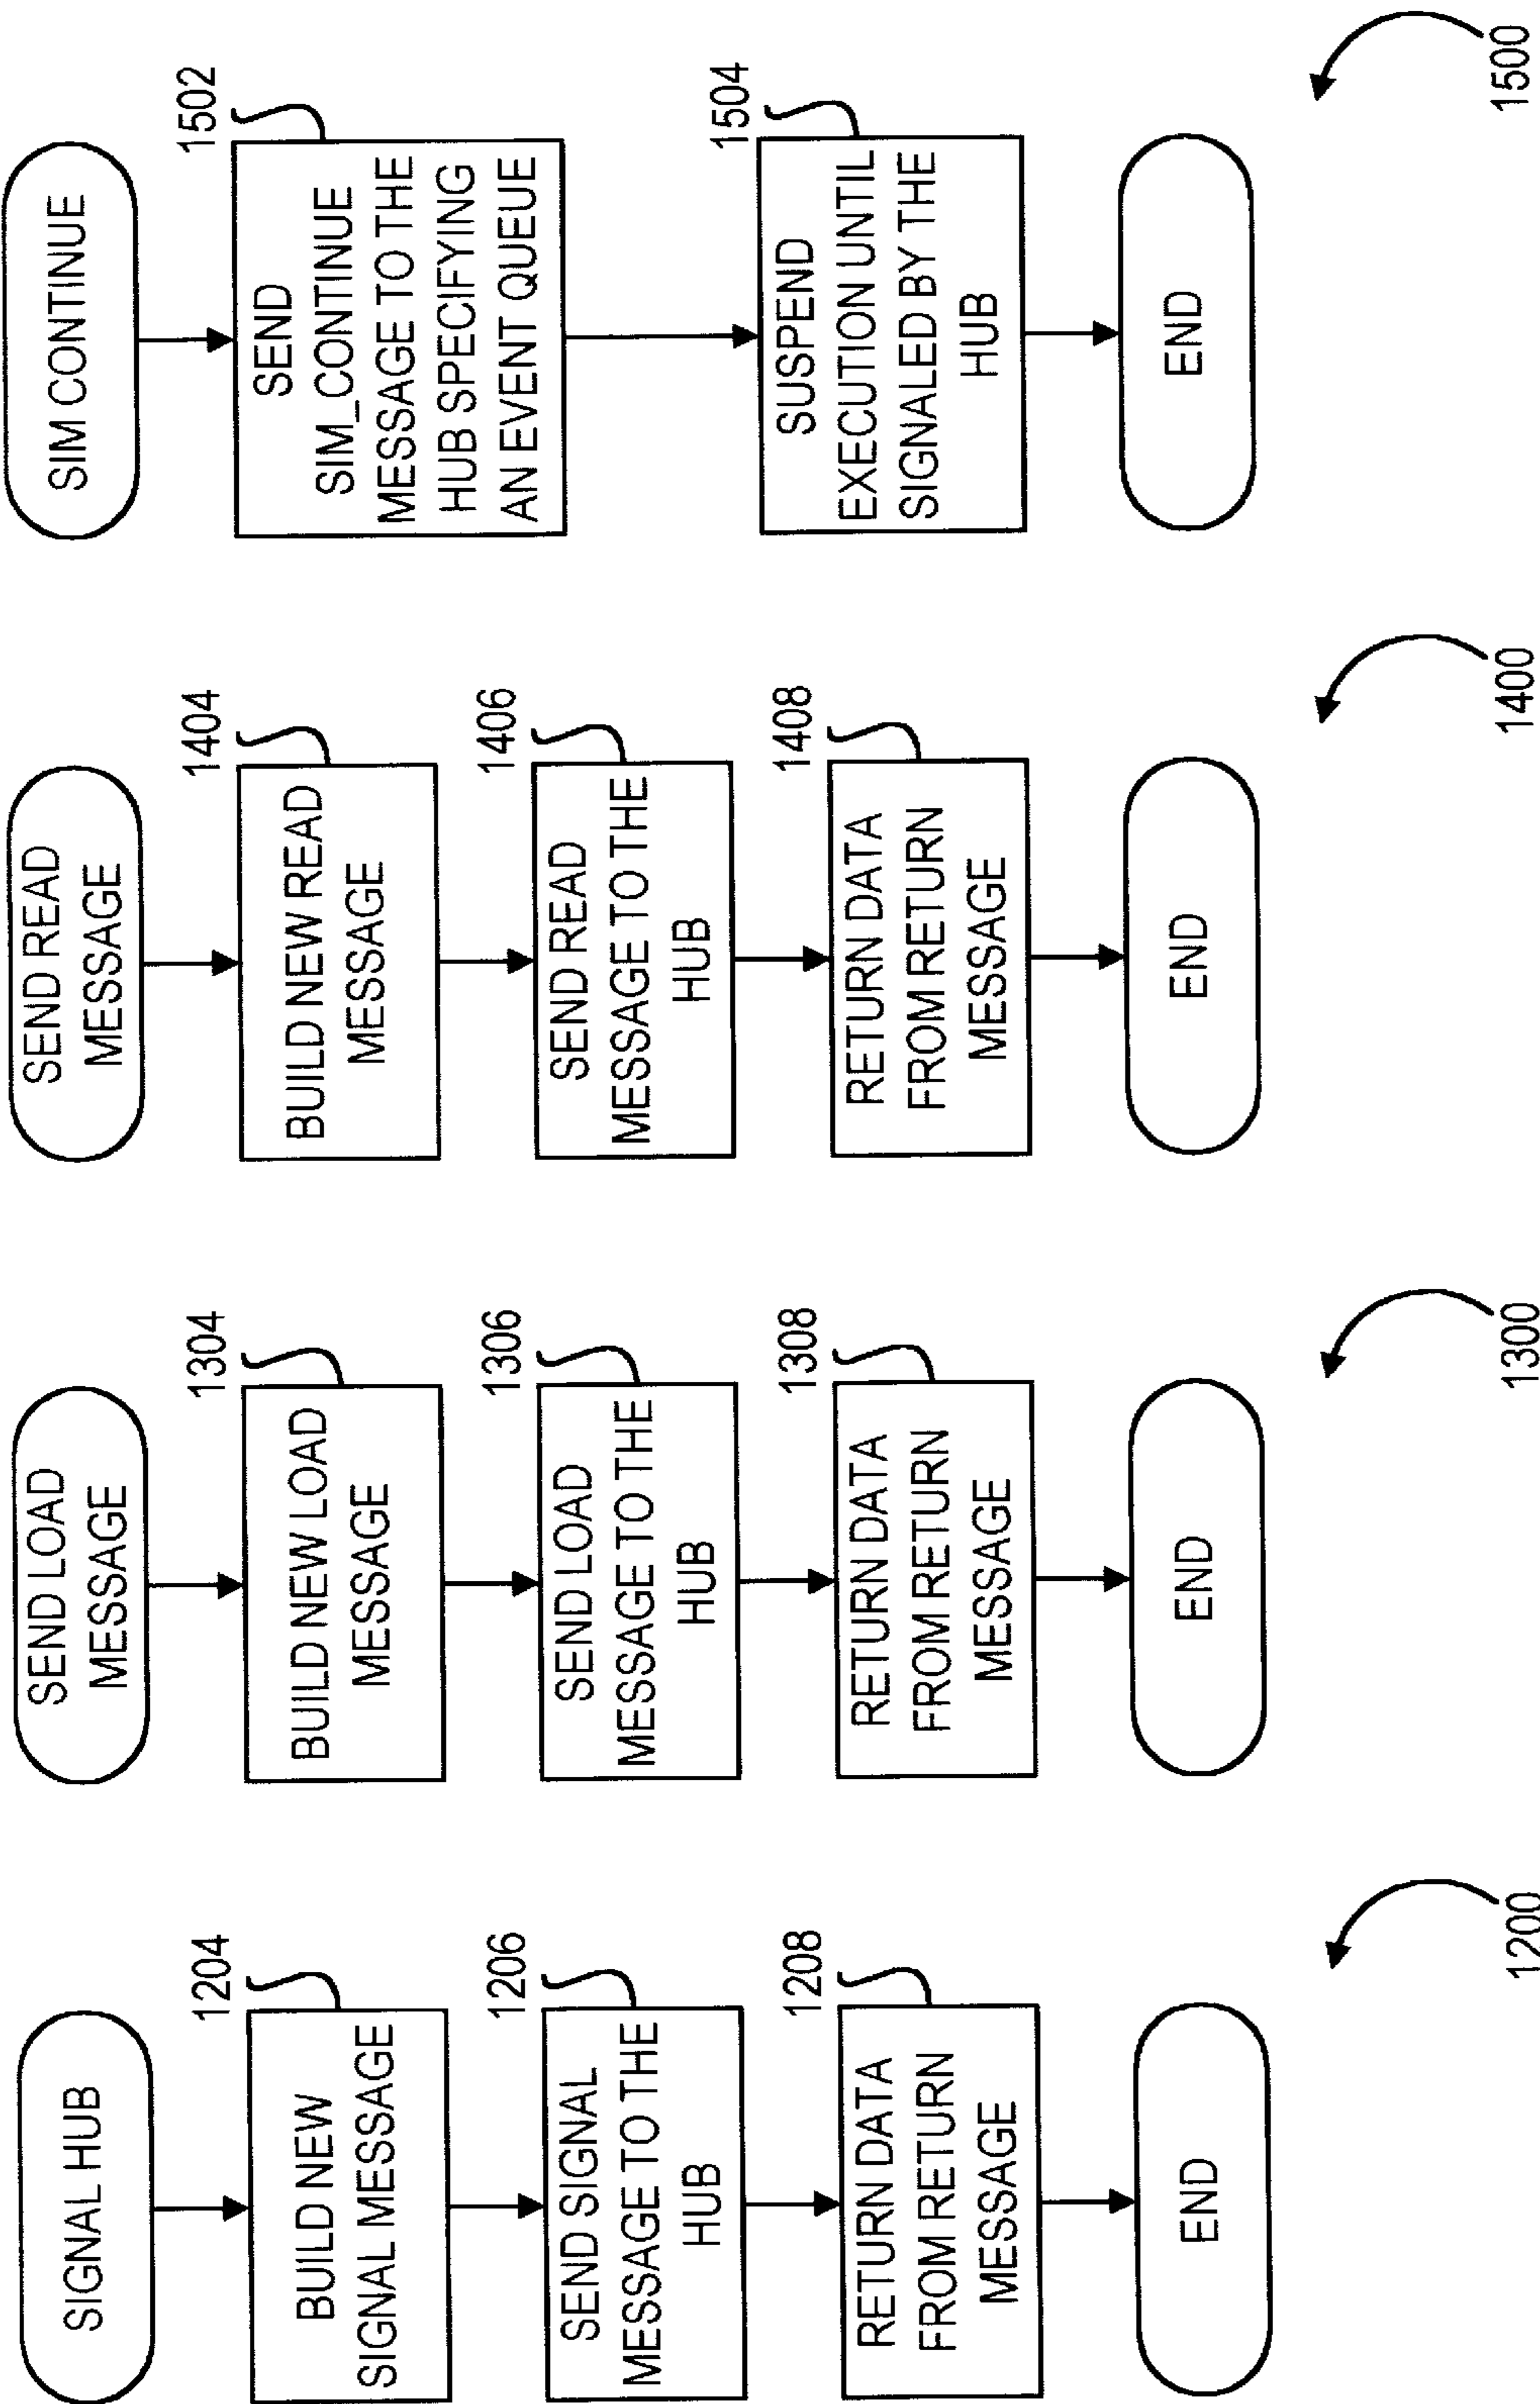 SIGNAL HUB
1204
BUILD NEW
SIGNAL MESSAGE
1206
SEND SIGNAL
MESSAGE TO THE
HUB
1208
RETURN DATA
FROM RETURN
MESSAGE
END
1200
SEND LOAD
MESSAGE
1304
BUILD NEW LOAD
MESSAGE
1306
SEND LOAD
MESSAGE TO THE
HUB
1308
RETURN DATA
FROM RETURN
MESSAGE
END
1300
SEND READ
MESSAGE
1404
BUILD NEW READ
MESSAGE
1406
SEND READ
MESSAGE TO THE
HUB
1408
RETURN DATA
FROM RETURN
MESSAGE
END
1400
SIM CONTINUE
1502
SEND
SIM_CONTINUE
MESSAGE TO THE
HUB SPECIFYING
AN EVENT QUEUE
1504
SUSPEND
EXECUTION UNTIL
SIGNALED BY THE
HUB
END
1500